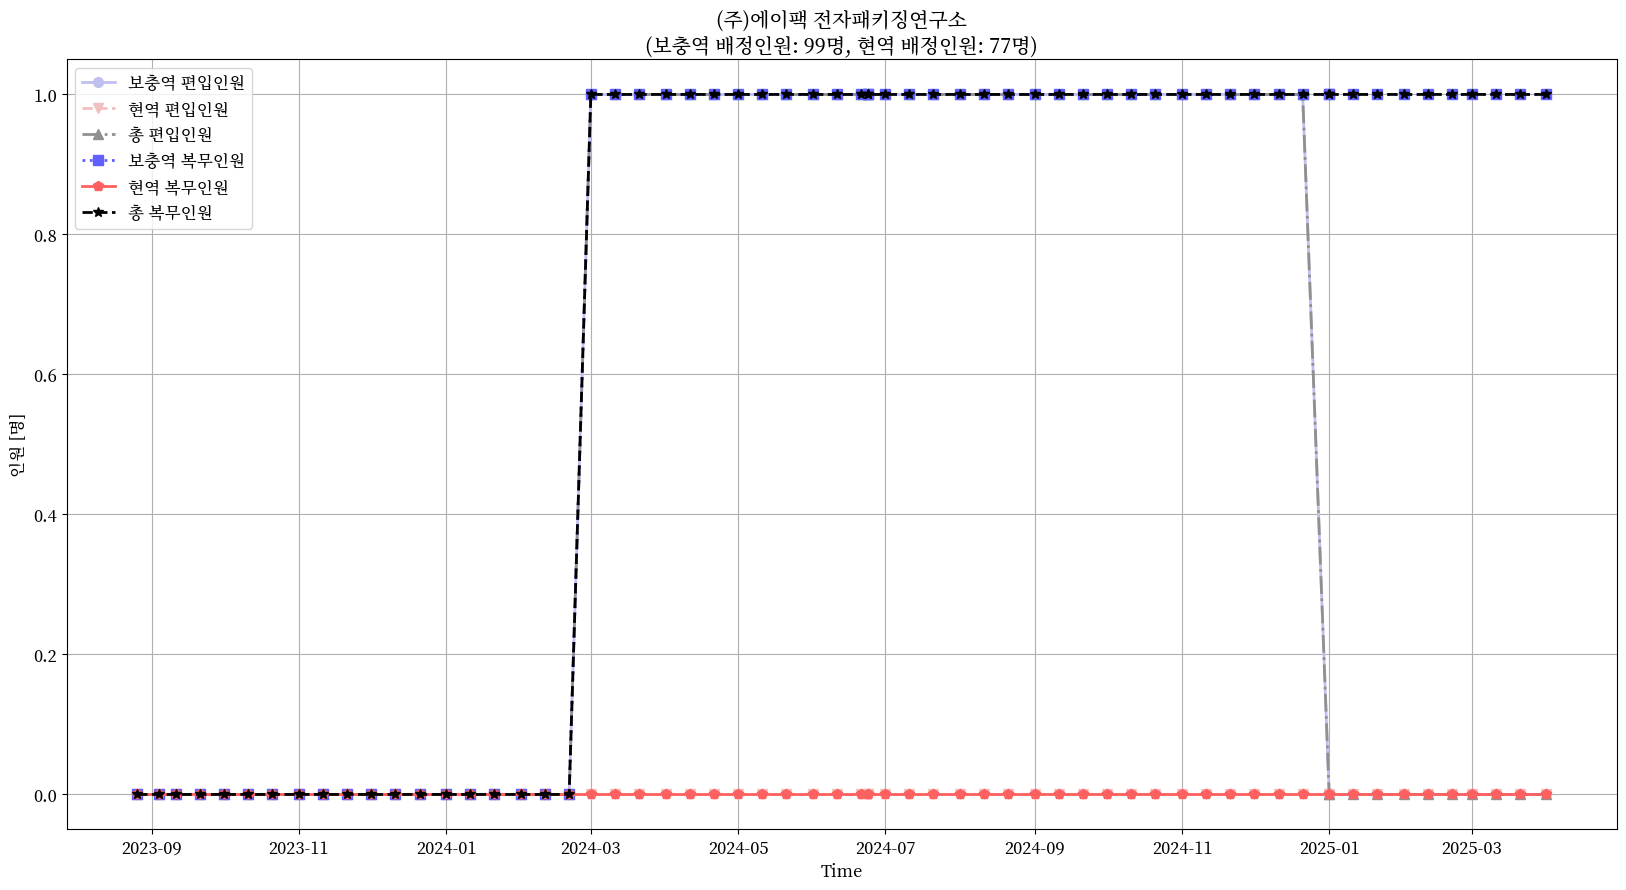 (주)에이팩 전자패키징연구소
(보충역 배정인원: 99명, 현역 배정인원: 77명)
보충역 편입인원
현역 편입인원
총 편입인원
보충역 복무인원
현역 복무인원
총 복무인원
1.0
0.8
0.6
0.4
0.2
0.0
인원 [명]
2023-09
2023-11
2024-01
2024-03
2024-05
2024-07
2024-09
2024-11
2025-01
2025-03
Time